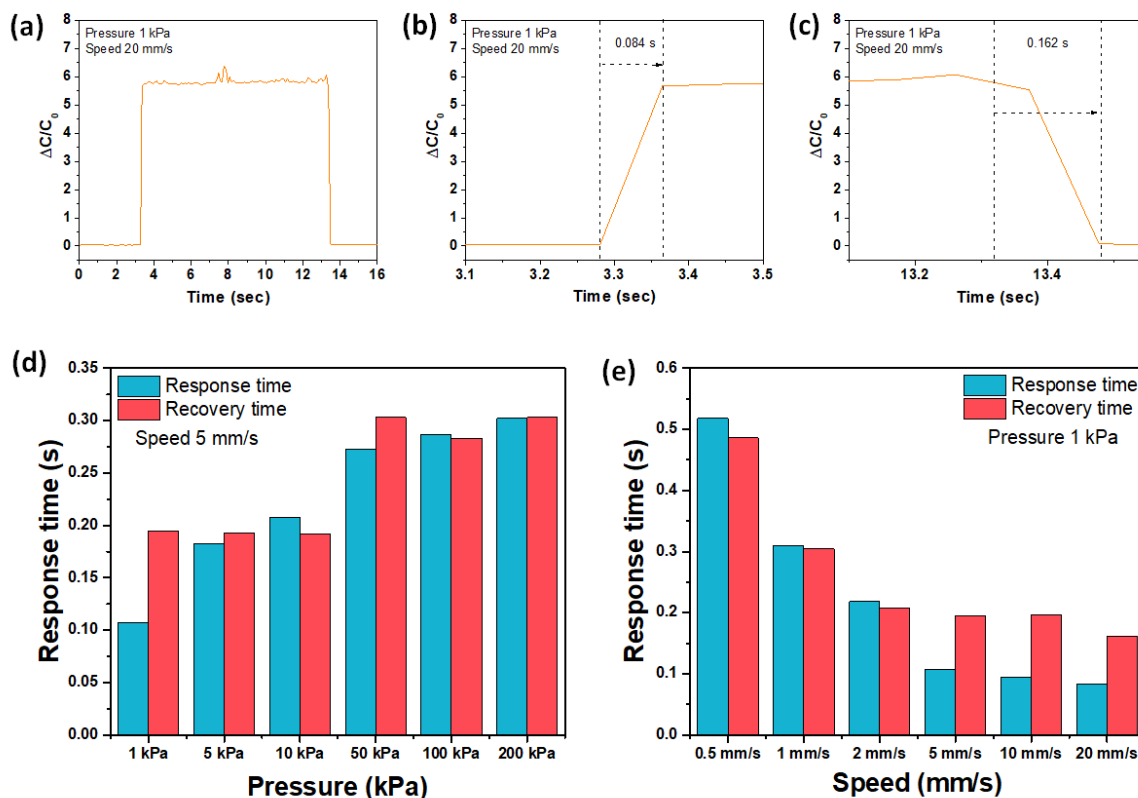 (a)
Pressure 1 kPa
Speed 20 mm/s
8
7
6
5
4
3
2
1
0
ΔC/C₀
0 2 4 6 8 10 12 14 16
Time (sec)
(b)
Pressure 1 kPa
Speed 20 mm/s
0.084 s
8
7
6
5
4
3
2
1
0
ΔC/C₀
3.1 3.2 3.3 3.4 3.5
Time (sec)
(c)
Pressure 1 kPa
Speed 20 mm/s
0.162 s
8
7
6
5
4
3
2
1
0
ΔC/C₀
13.2 13.4
Time (sec)
(d)
Response time
Recovery time
Speed 5 mm/s
0.35
0.30
0.25
0.20
0.15
0.10
0.05
0.00
Response time (s)
1 kPa 5 kPa 10 kPa 50 kPa 100 kPa 200 kPa
Pressure (kPa)
(e)
Response time
Recovery time
Pressure 1 kPa
0.6
0.5
0.4
0.3
0.2
0.1
0.0
Response time (s)
0.5 mm/s 1 mm/s 2 mm/s 5 mm/s 10 mm/s 20 mm/s
Speed (mm/s)